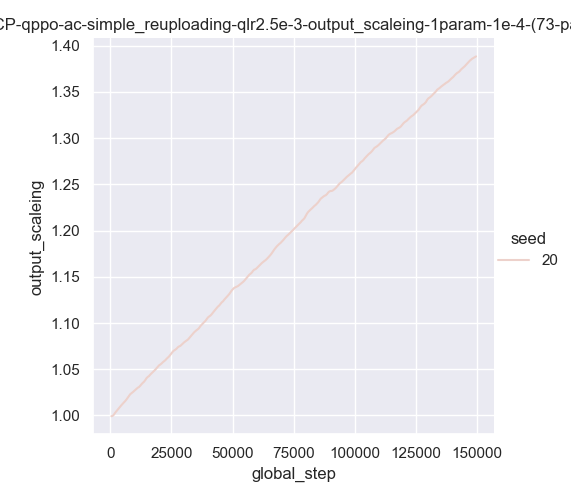 CP-qppo-ac-simple_reuploading-qlr2.5e-3-output_scaleing-1param-1e-4-(73-pa
1.40
1.35
1.30
1.25
1.20
1.15
1.10
1.05
1.00
output_scaleing
0 25000 50000 75000 100000 125000 150000
global_step
seed
20